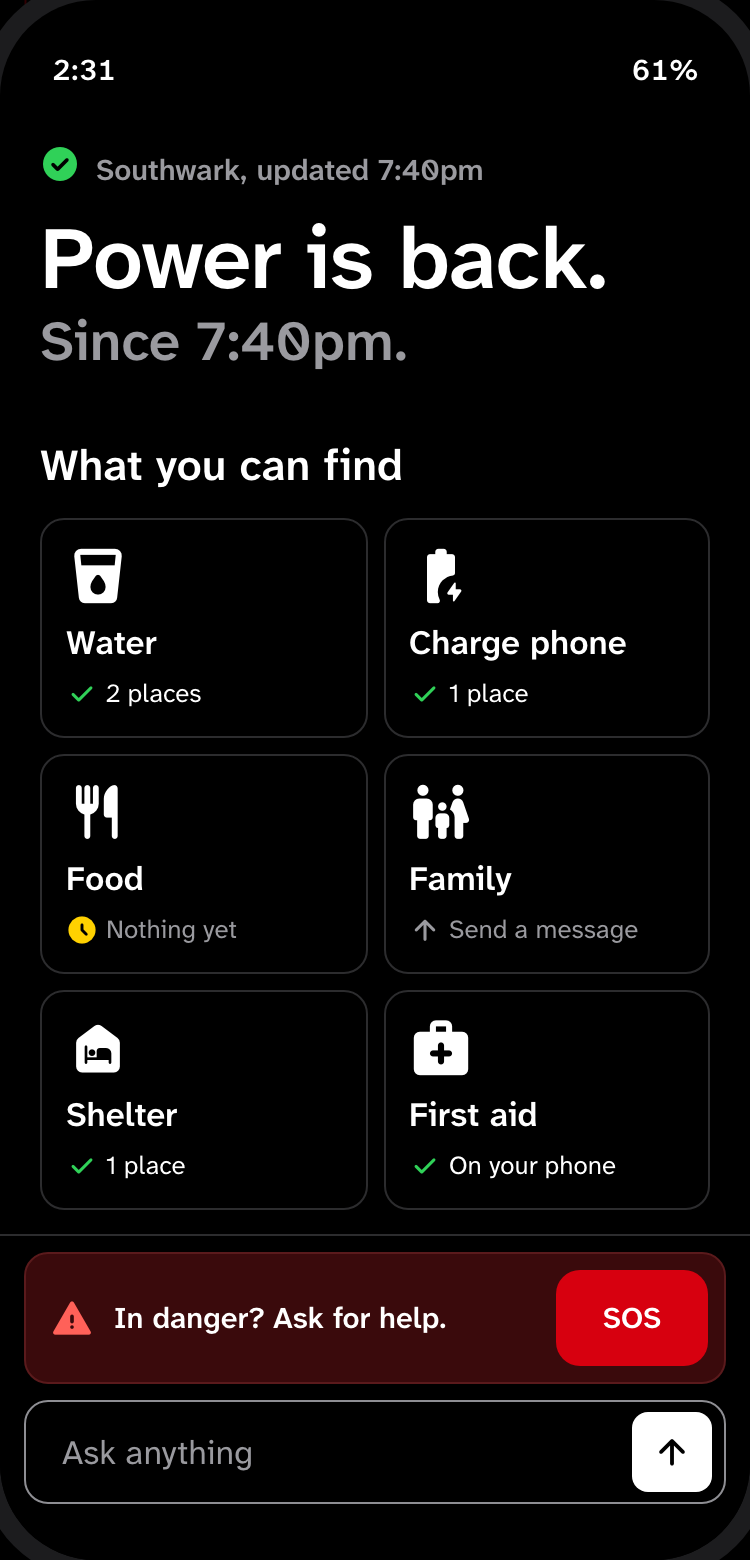 2:31 61%
Southwark, updated 7:40pm
Power is back.
Since 7:40pm.
What you can find
Water
2 places
Charge phone
1 place
Food
Nothing yet
Family
Send a message
Shelter
1 place
First aid
On your phone
In danger? Ask for help.
SOS
Ask anything